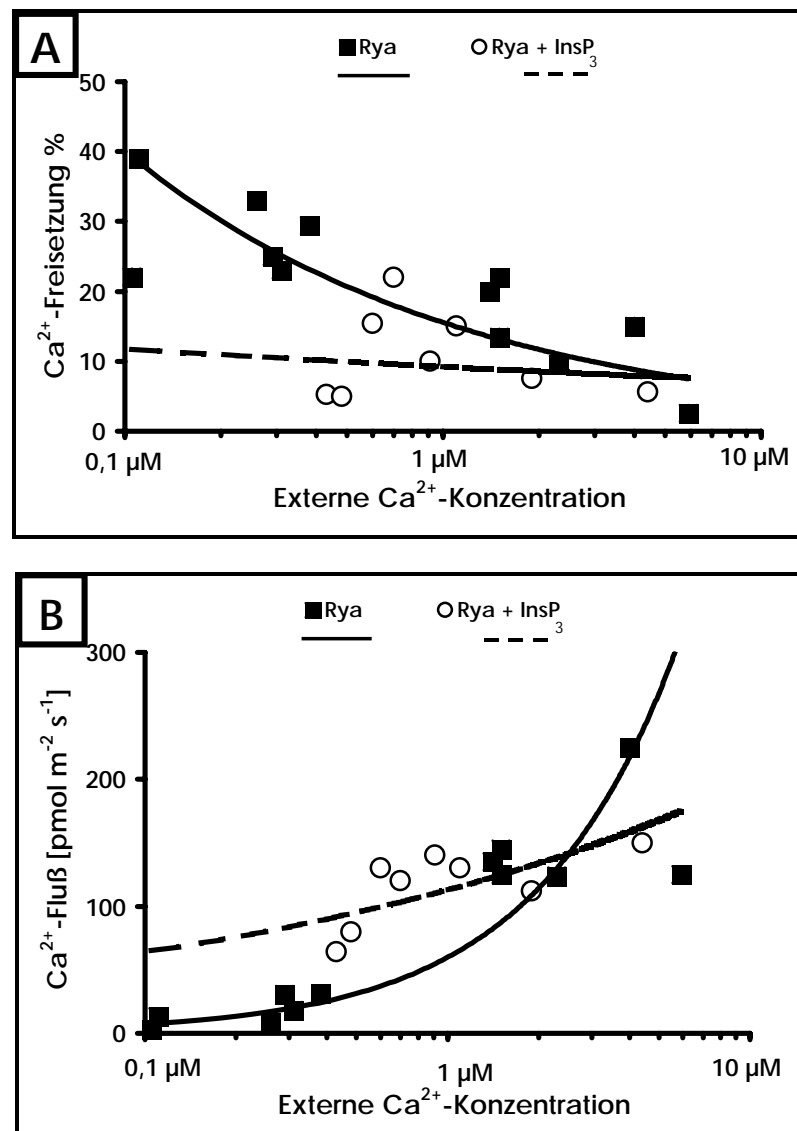 A
Rya
Rya + InsP3
50
40
30
20
10
0
Ca2+-Freisetzung %
0,1 µM
1 µM
10 µM
Externe Ca2+-Konzentration
B
Rya
Rya + InsP3
300
200
100
0
Ca2+-Fluß [pmol m-2 s-1]
0,1 µM
1 µM
10 µM
Externe Ca2+-Konzentration